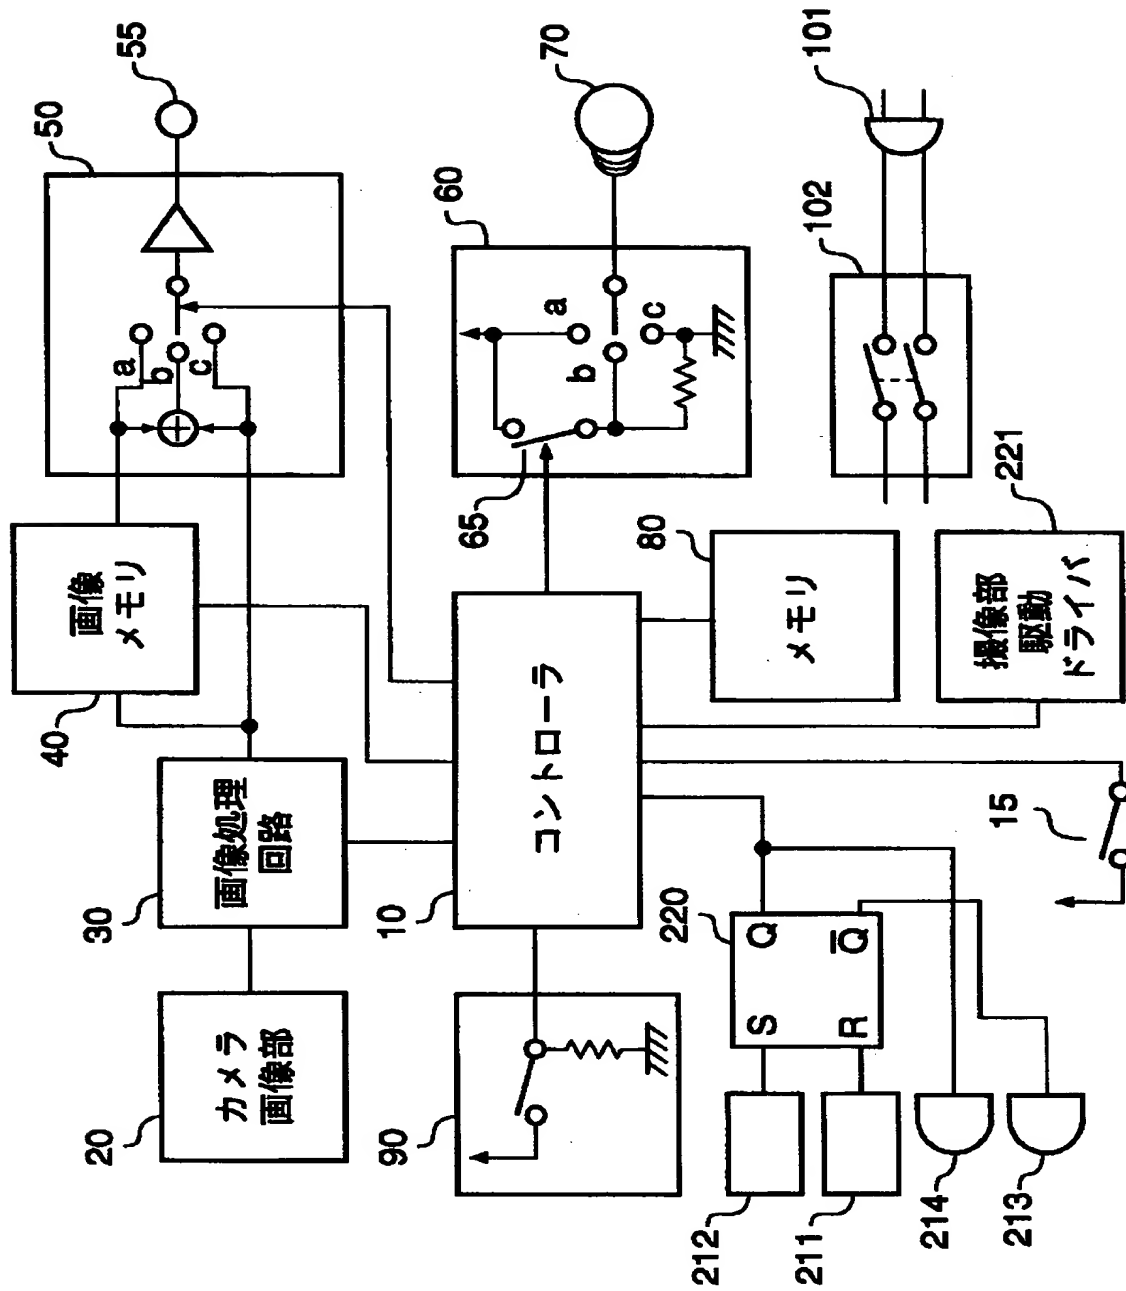 20
カメラ
画像部
30
画像処理
回路
40
画像
メモリ
50
a
b
c
55
90
10
コントローラ
65
60
a
b
c
70
80
メモリ
212
211
220
S
Q
R
Q̅
214
213
15
221
撮像部
駆動
ドライバ
102
101